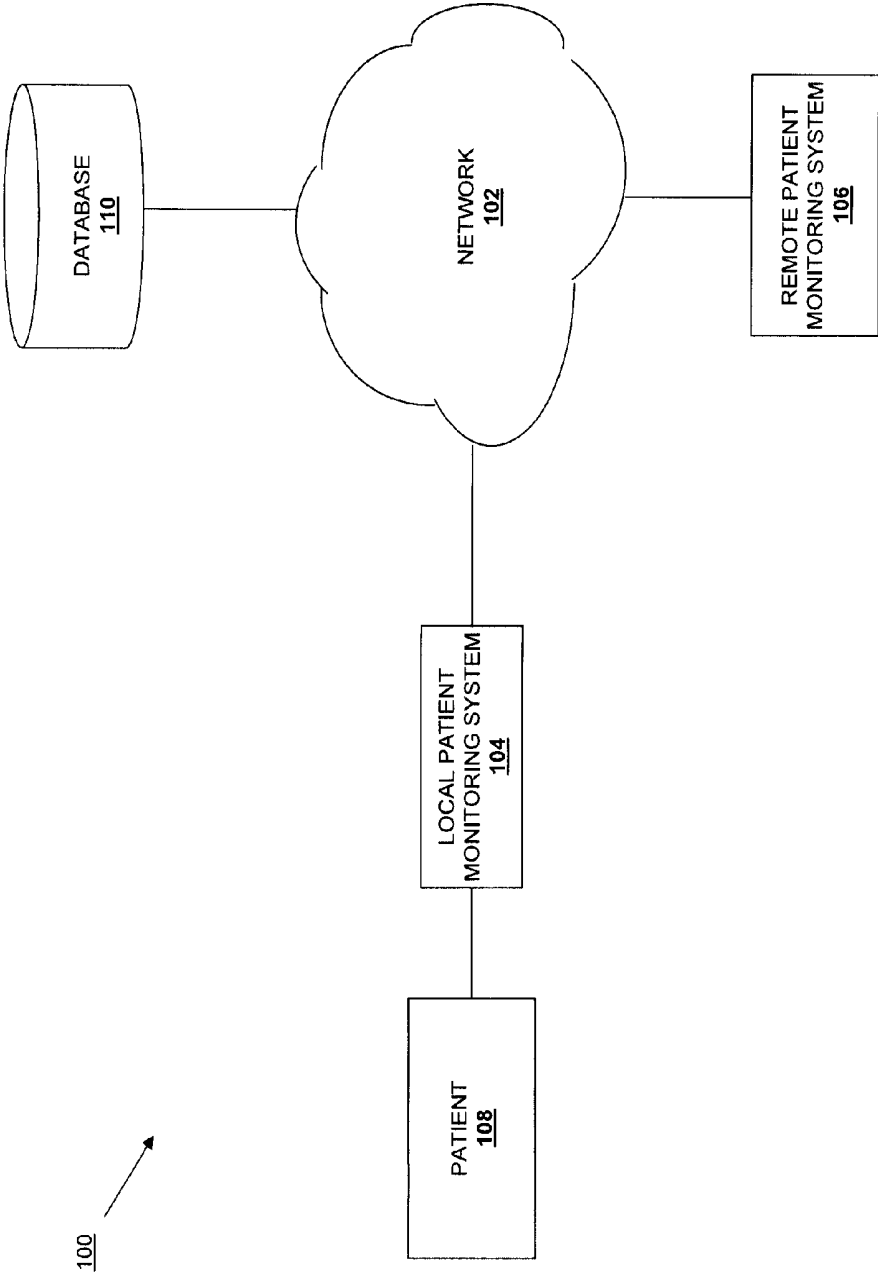 100
PATIENT
108
LOCAL PATIENT
MONITORING SYSTEM
104
DATABASE
110
NETWORK
102
REMOTE PATIENT
MONITORING SYSTEM
106